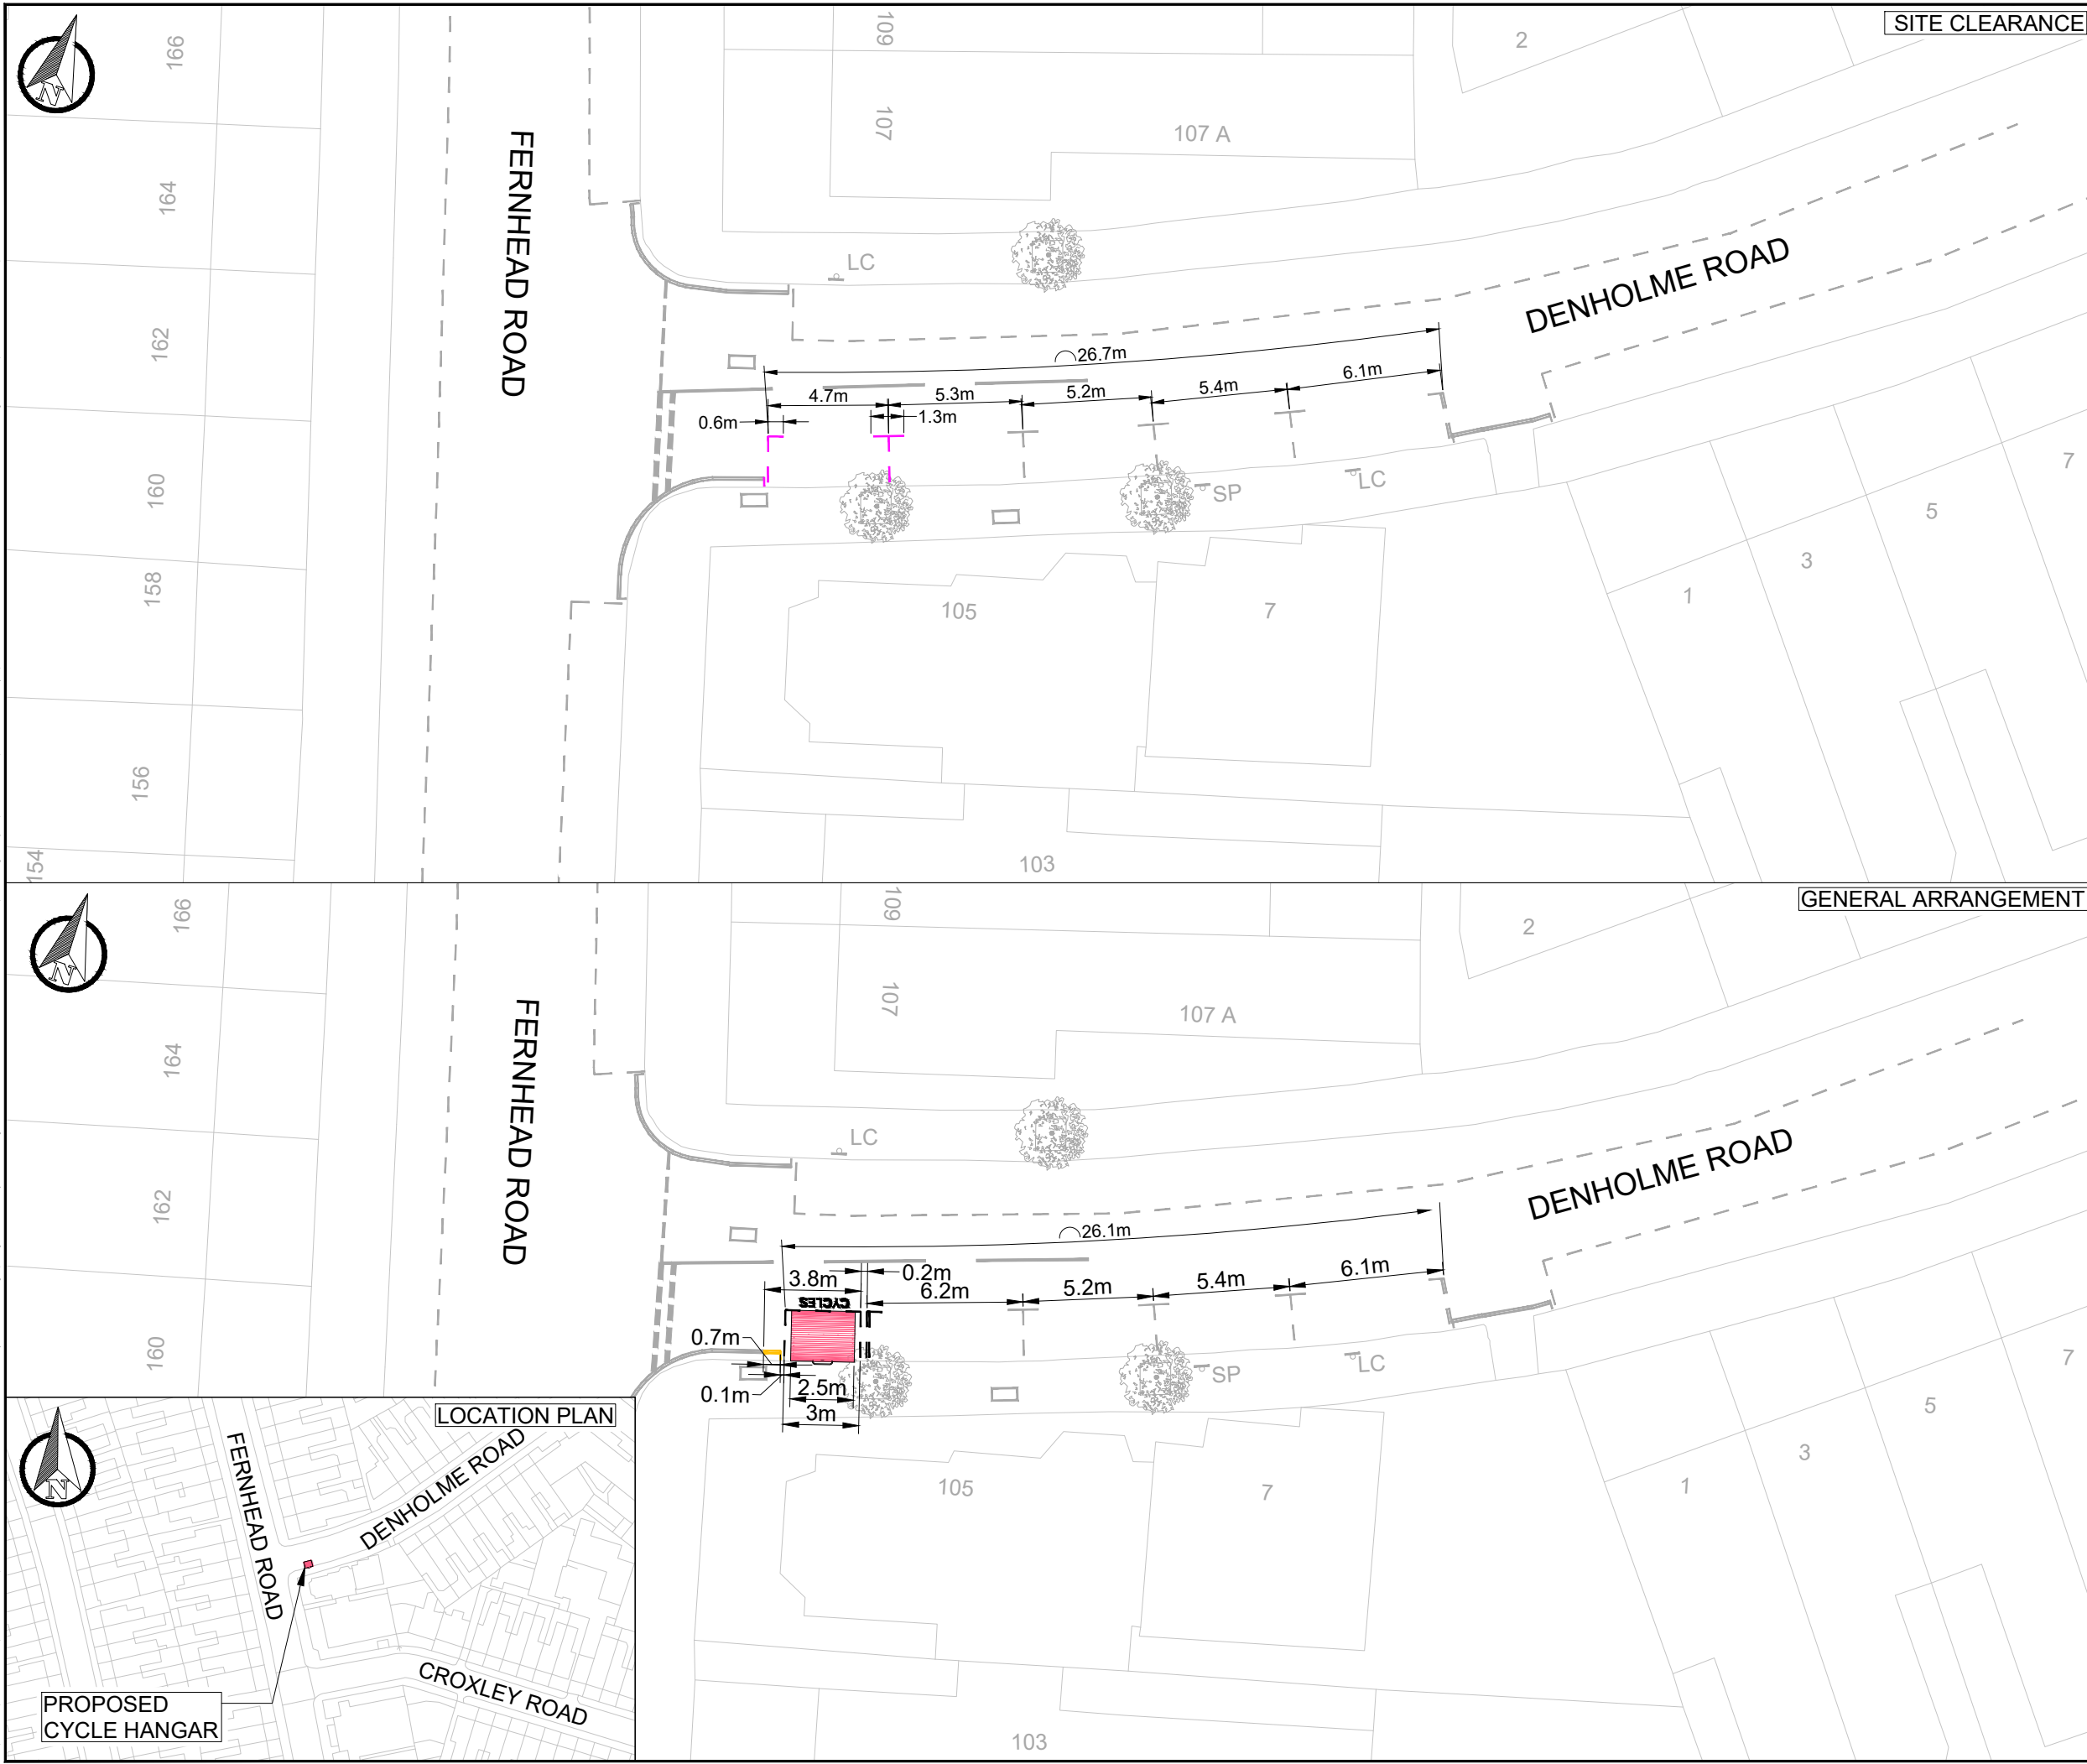 SITE CLEARANCE
N
166
164
162
160
158
156
154
FERNHEAD ROAD
109
107
107 A
2
LC
DENHOLME ROAD
26.7m
4.7m
5.3m
5.2m
5.4m
6.1m
0.6m
1.3m
SP
LC
105
7
1
3
5
7
103
GENERAL ARRANGEMENT
N
166
164
162
160
FERNHEAD ROAD
109
107
107 A
2
LC
DENHOLME ROAD
26.1m
3.8m
0.2m
6.2m
5.2m
5.4m
6.1m
CYCLES
0.7m
0.1m
2.5m
3m
SP
LC
105
7
1
3
5
7
103
LOCATION PLAN
N
FERNHEAD ROAD
DENHOLME ROAD
CROXLEY ROAD
PROPOSED
CYCLE HANGAR